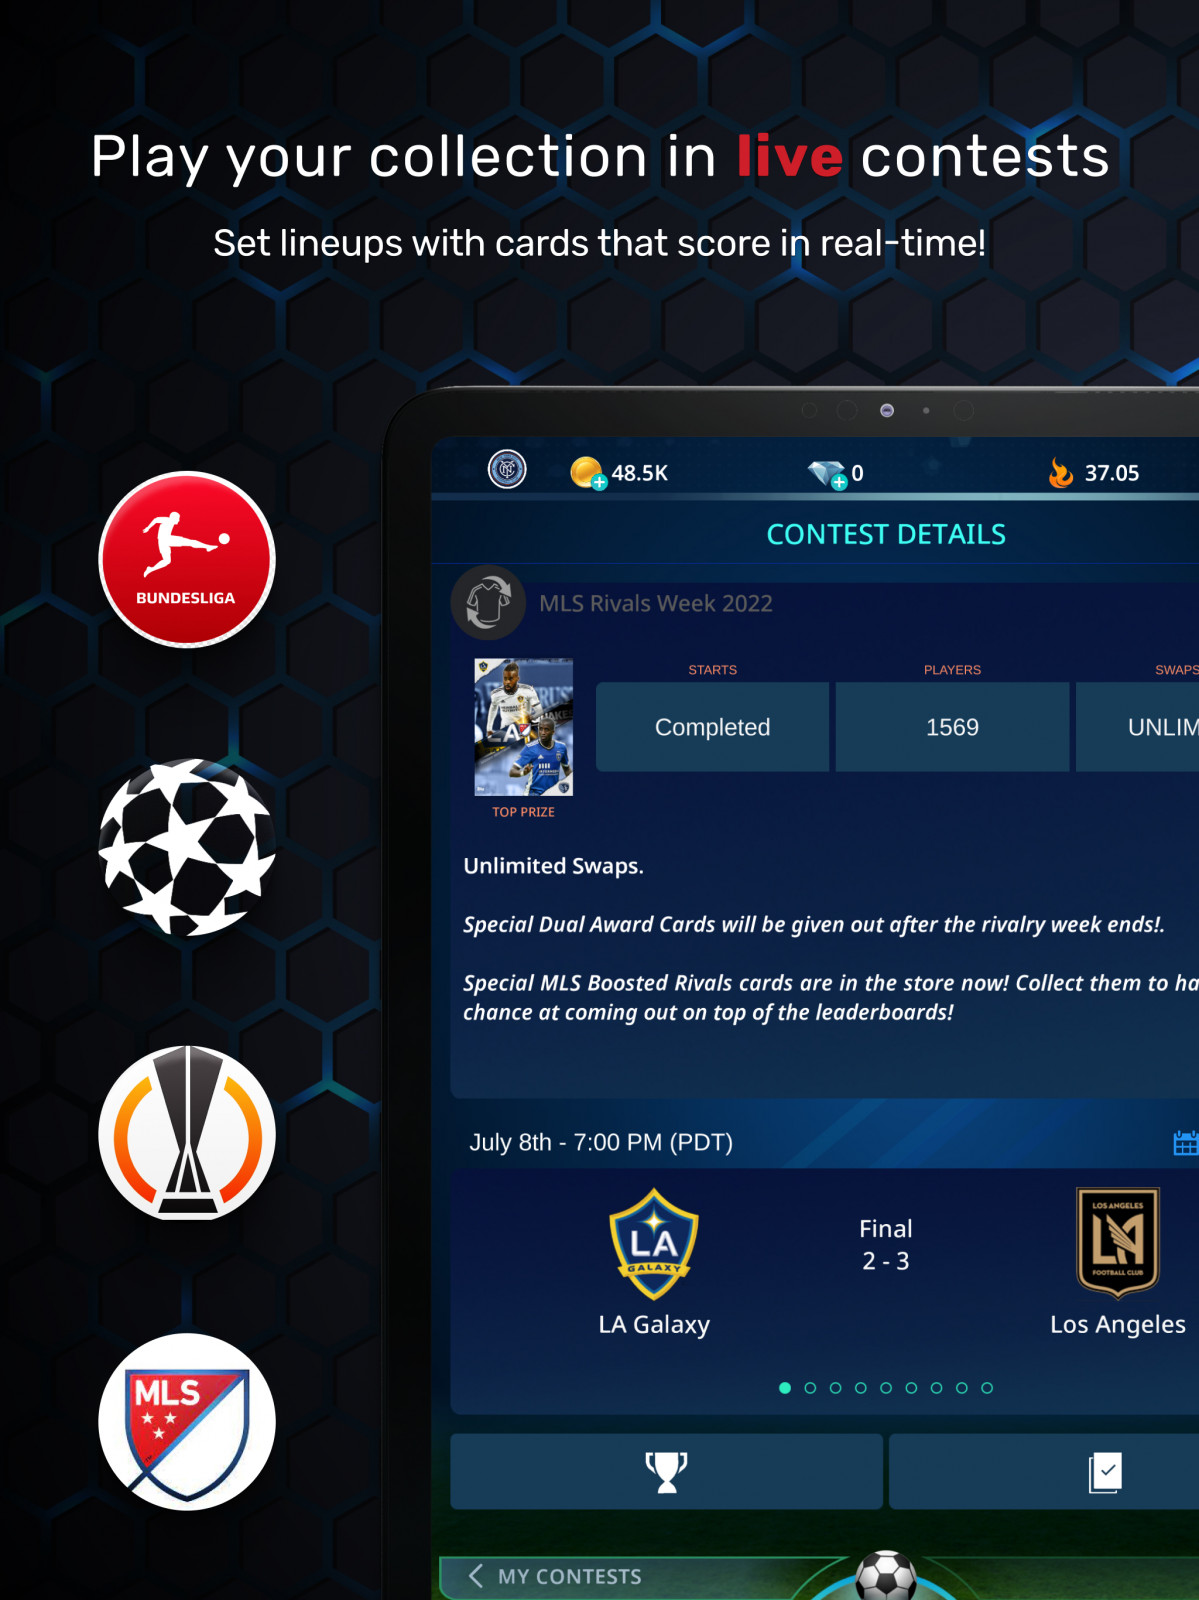 Play your collection in live contests
Set lineups with cards that score in real-time!
48.5K
0
37.05
CONTEST DETAILS
MLS Rivals Week 2022
STARTS
PLAYERS
SWAPS
Completed
1569
UNLIM
TOP PRIZE
Unlimited Swaps.
Special Dual Award Cards will be given out after the rivalry week ends!.
Special MLS Boosted Rivals cards are in the store now! Collect them to ha
chance at coming out on top of the leaderboards!
July 8th - 7:00 PM (PDT)
LA
GALAXY
Final
2 - 3
LOS ANGELES
LA
FOOTBALL CLUB
LA Galaxy
Los Angeles
MY CONTESTS
BUNDESLIGA
MLS